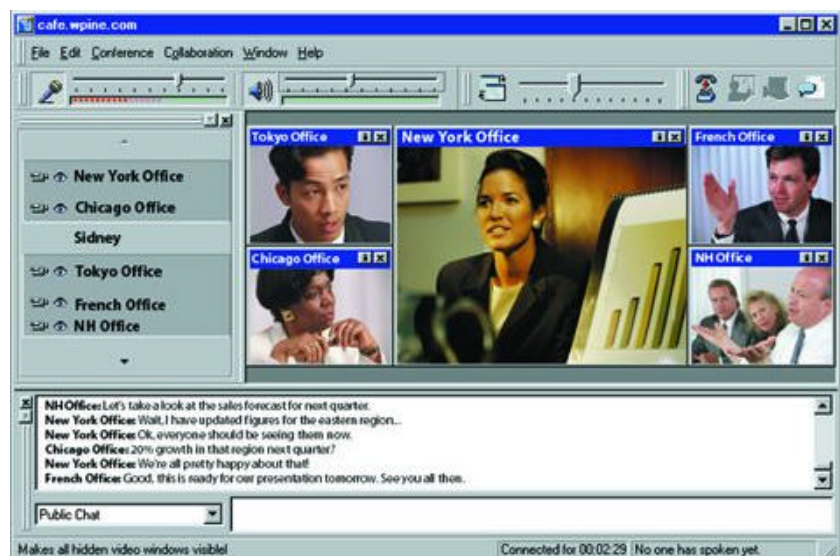 cafe.wpine.com
File Edit Conference Collaboration Window Help
New York Office
Chicago Office
Sidney
Tokyo Office
French Office
NH Office
Tokyo Office
New York Office
French Office
Chicago Office
NH Office
NH Office: Let's take a look at the sales forecast for next quarter.
New York Office: Wait, I have updated figures for the eastern region...
New York Office: Ok, everyone should be seeing them now.
Chicago Office: 20% growth in that region next quarter?
New York Office: We're all pretty happy about that!
French Office: Good, this is ready for our presentation tomorrow. See you all then.
Public Chat
Makes all hidden video windows visible!
Connected for 00:02:29
No one has spoken yet.